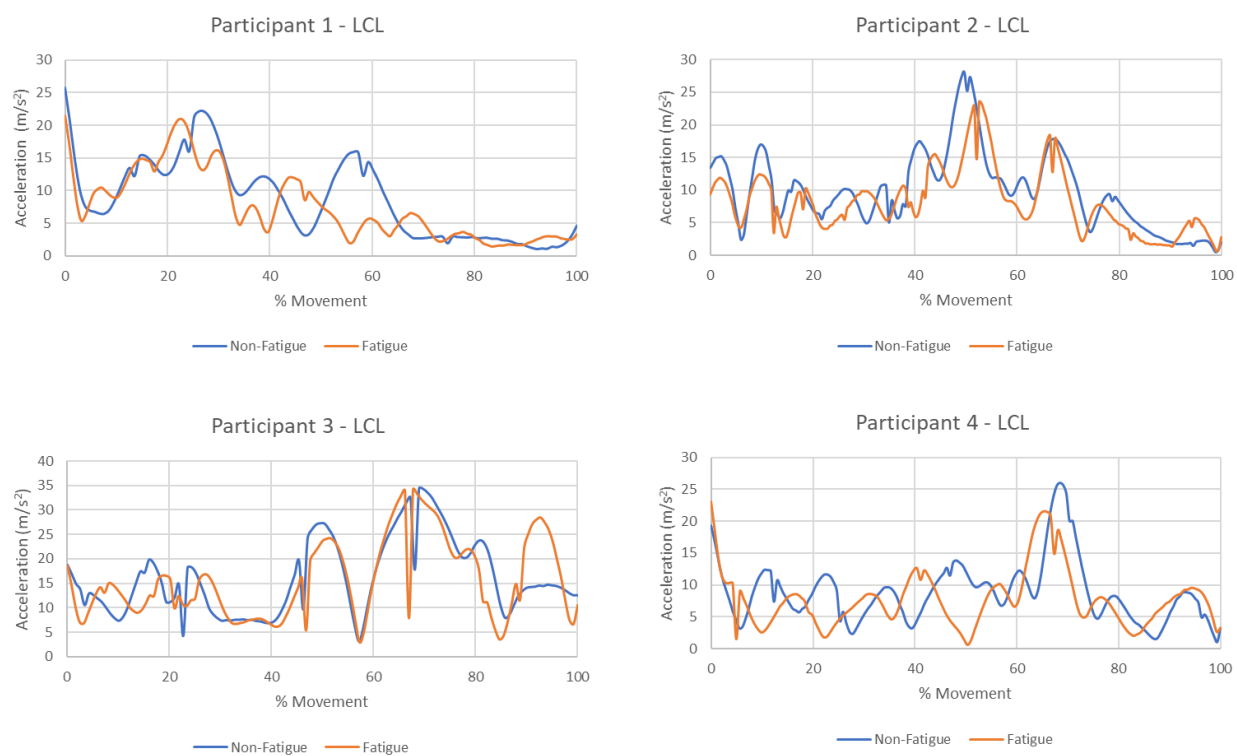 Participant 1 - LCL
Acceleration (m/s²)
30
25
20
15
10
5
0
0 20 40 60 80 100
% Movement
Non-Fatigue Fatigue
Participant 2 - LCL
Acceleration (m/s²)
30
25
20
15
10
5
0
0 20 40 60 80 100
% Movement
Non-Fatigue Fatigue
Participant 3 - LCL
Acceleration (m/s²)
40
35
30
25
20
15
10
5
0
0 20 40 60 80 100
% Movement
Non-Fatigue Fatigue
Participant 4 - LCL
Acceleration (m/s²)
30
25
20
15
10
5
0
0 20 40 60 80 100
% Movement
Non-Fatigue Fatigue